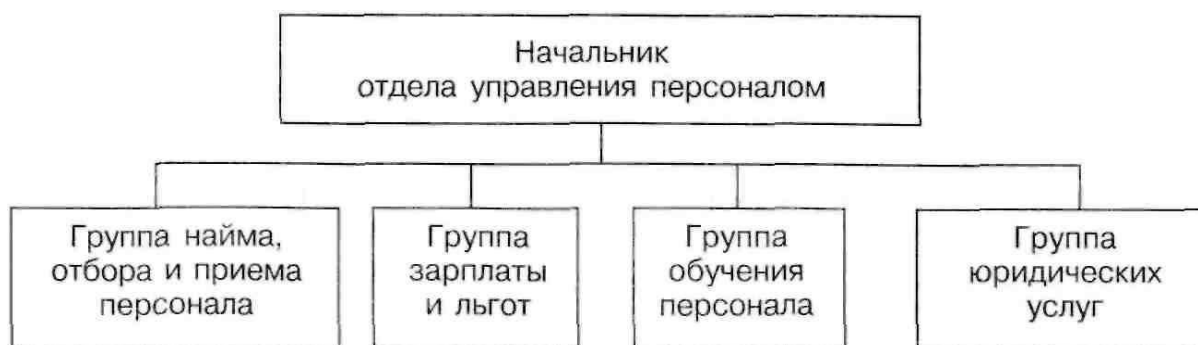 Начальник
отдела управления персоналом
Группа найма,
отбора и приема
персонала
Группа
зарплаты
и льгот
Группа
обучения
персонала
Группа
юридических
услуг